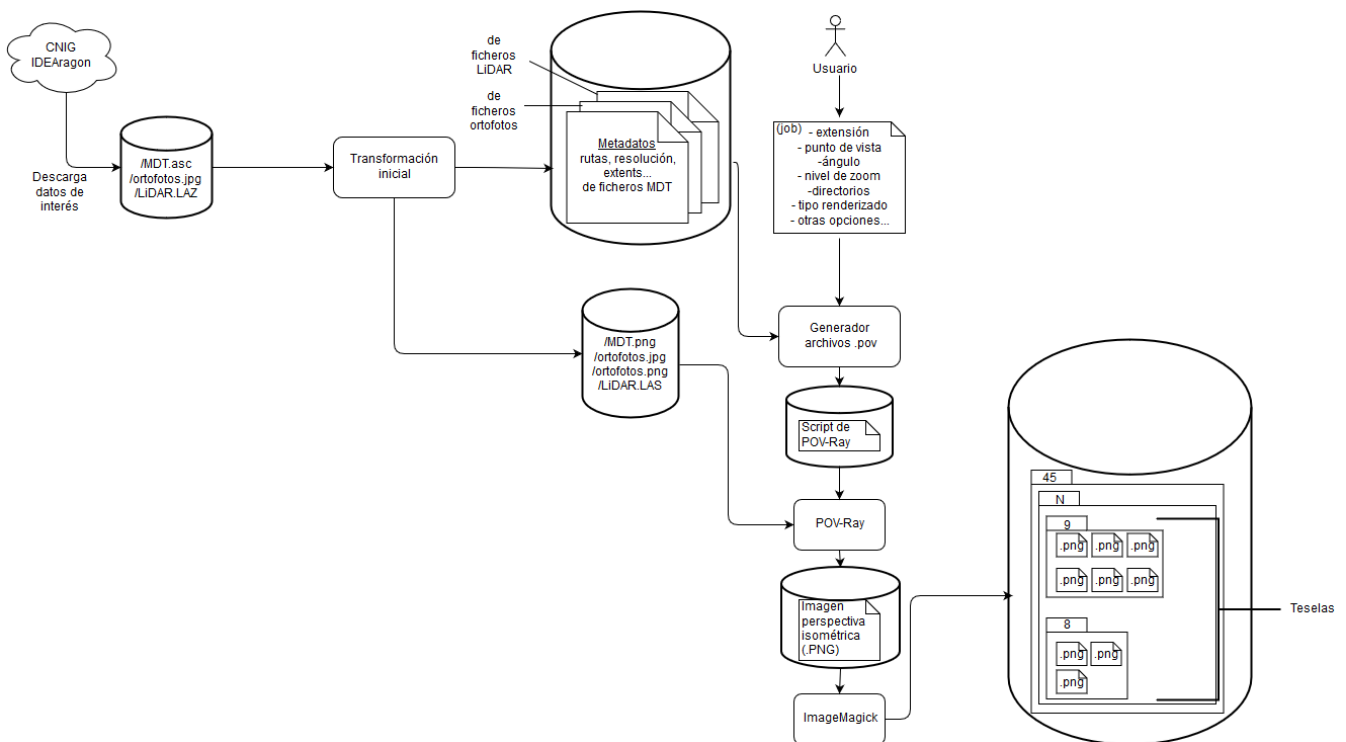 CNIG
IDEAragon
Descarga
datos de
interés
/MDT.asc
/ortofotos.jpg
/LiDAR.LAZ
Transformación
inicial
de
ficheros
LiDAR
de
ficheros
ortofotos
Metadatos
rutas, resolución,
extents...
de ficheros MDT
Usuario
(job) - extensión
- punto de vista
-ángulo
- nivel de zoom
-directorios
- tipo renderizado
- otras opciones...
/MDT.png
/ortofotos.jpg
/ortofotos.png
/LiDAR.LAS
Generador
archivos .pov
Script de
POV-Ray
POV-Ray
Imagen
perspectiva
isométrica
(.PNG)
ImageMagick
45
N
9
.png .png .png
.png .png .png
8
.png .png
.png
Teselas